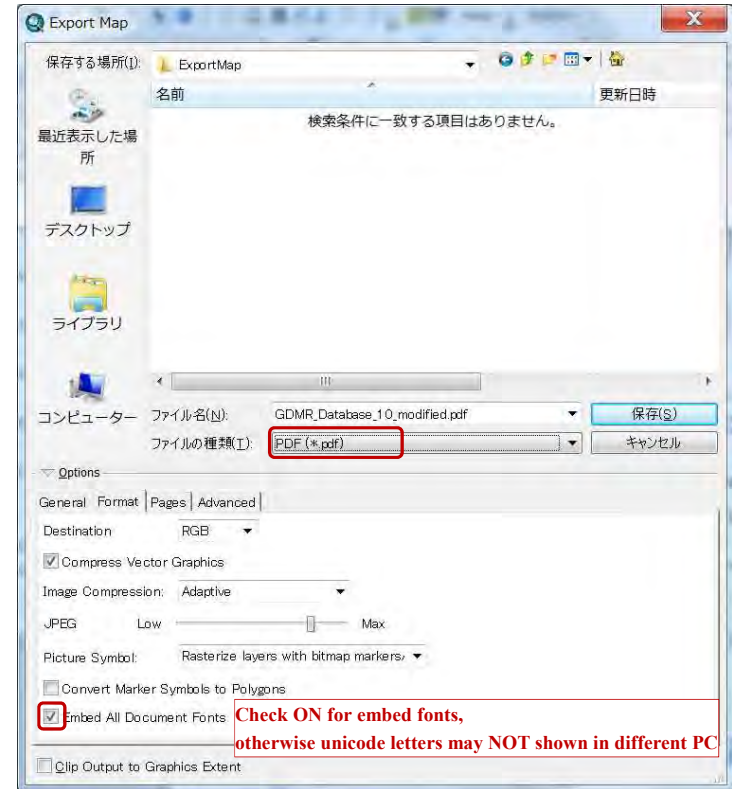 Export Map
保存する場所(I):
ExportMap
名前
更新日時
検索条件に一致する項目はありません。
最近表示した場
所
デスクトップ
ライブラリ
コンピューター
ファイル名(N):
GDMR_Database_10_modified.pdf
保存(S)
ファイルの種類(T):
PDF (*.pdf)
キャンセル
Options
General Format Pages Advanced
Destination RGB
Compress Vector Graphics
Image Compression: Adaptive
JPEG Low Max
Picture Symbol: Rasterize layers with bitmap markers/
Convert Marker Symbols to Polygons
Embed All Document Fonts
Check ON for embed fonts,
otherwise unicode letters may NOT shown in different PC
Clip Output to Graphics Extent